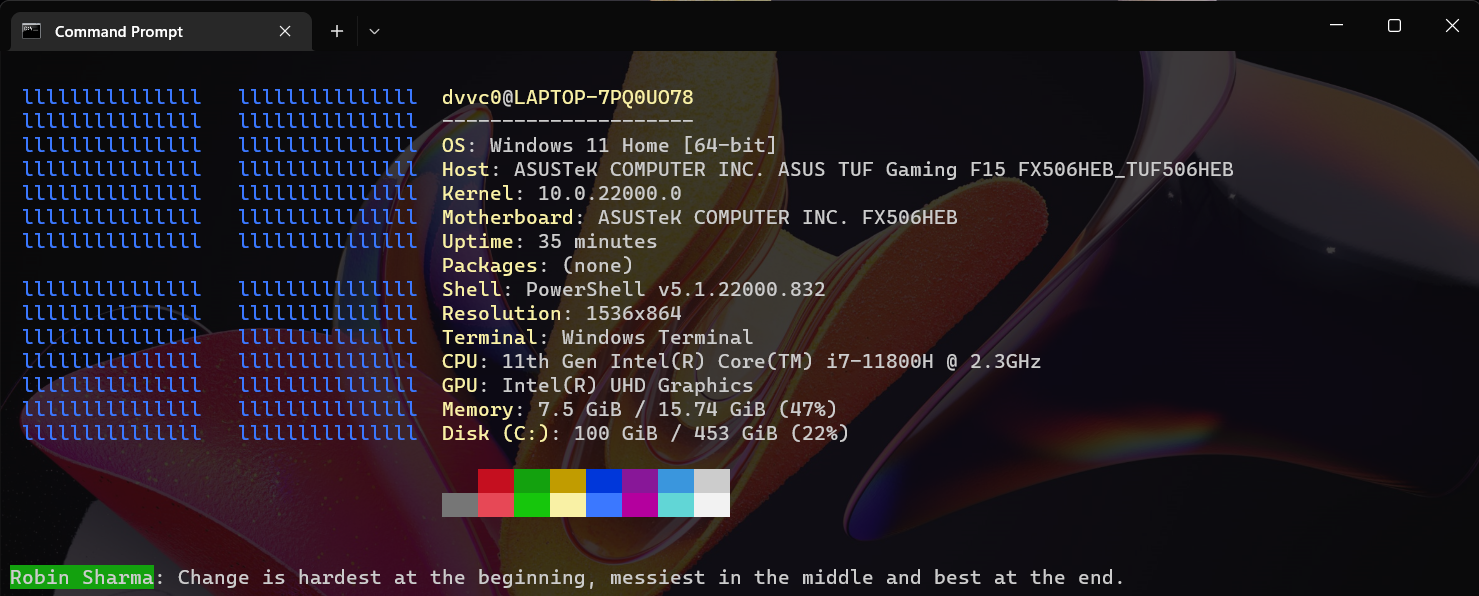 Command Prompt
lllllllllllllll   lllllllllllllll   dvvc0@LAPTOP-7PQ0UO78
lllllllllllllll   lllllllllllllll   ---------------------
lllllllllllllll   lllllllllllllll   OS: Windows 11 Home [64-bit]
lllllllllllllll   lllllllllllllll   Host: ASUSTeK COMPUTER INC. ASUS TUF Gaming F15 FX506HEB_TUF506HEB
lllllllllllllll   lllllllllllllll   Kernel: 10.0.22000.0
lllllllllllllll   lllllllllllllll   Motherboard: ASUSTeK COMPUTER INC. FX506HEB
lllllllllllllll   lllllllllllllll   Uptime: 35 minutes
Packages: (none)
lllllllllllllll   lllllllllllllll   Shell: PowerShell v5.1.22000.832
lllllllllllllll   lllllllllllllll   Resolution: 1536x864
lllllllllllllll   lllllllllllllll   Terminal: Windows Terminal
lllllllllllllll   lllllllllllllll   CPU: 11th Gen Intel(R) Core(TM) i7-11800H @ 2.3GHz
lllllllllllllll   lllllllllllllll   GPU: Intel(R) UHD Graphics
lllllllllllllll   lllllllllllllll   Memory: 7.5 GiB / 15.74 GiB (47%)
lllllllllllllll   lllllllllllllll   Disk (C:): 100 GiB / 453 GiB (22%)
Robin Sharma: Change is hardest at the beginning, messiest in the middle and best at the end.